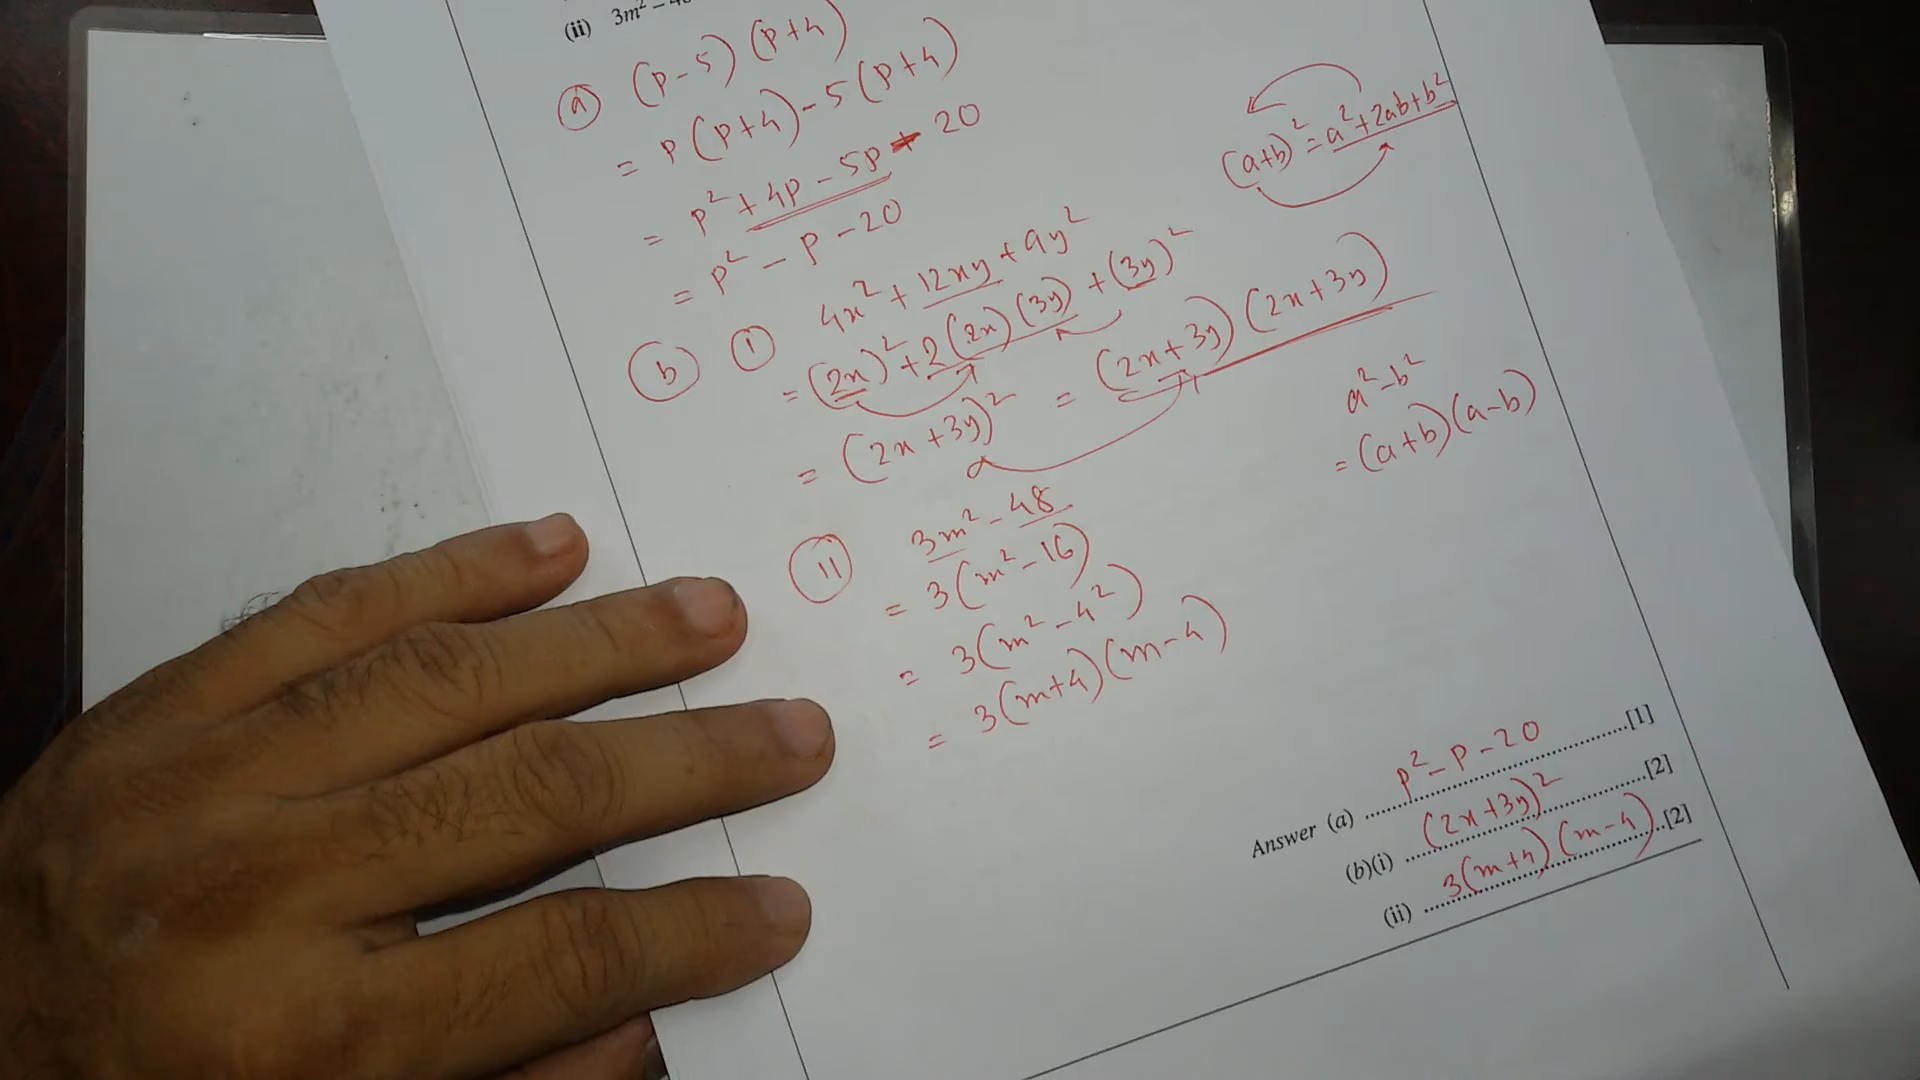 (ii) 3m² – 4
(a) (p - 5) (p + 4)
= p (p + 4) - 5 (p + 4)
= p² + 4p - 5p - 20
= p² - p - 20
(a+b)² = a² + 2ab + b²
(b) (i) 4x² + 12xy + 9y²
= (2x)² + 2(2x)(3y) + (3y)²
= (2x + 3y)² = (2x + 3y) (2x + 3y)
a² - b²
= (a+b)(a-b)
(ii) 3m² - 48
= 3(m² - 16)
= 3(m² - 4²)
= 3(m+4)(m-4)
Answer (a) p² - p - 20 [1]
(b)(i) (2x + 3y)² [2]
(ii) 3(m+4)(m-4) [2]